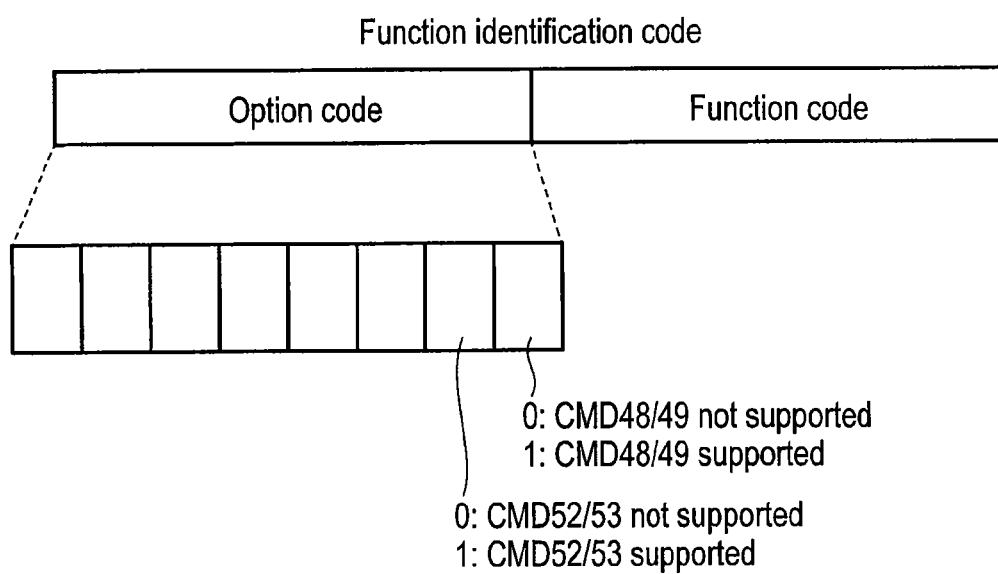 Function identification code
Option code
Function code
0: CMD48/49 not supported
1: CMD48/49 supported
0: CMD52/53 not supported
1: CMD52/53 supported